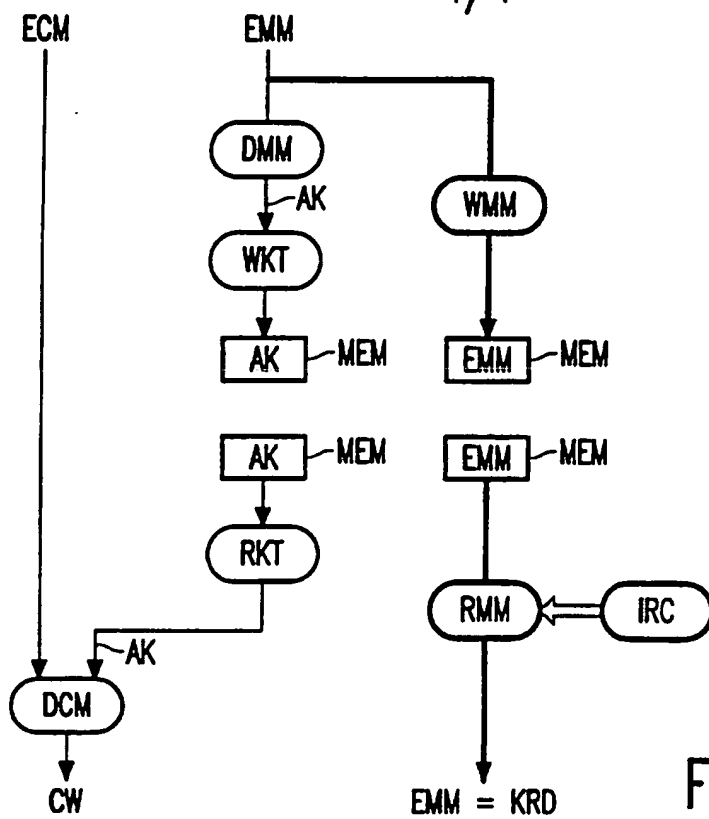 ECM EMM
DMM
AK
WMM
WKT
AK MEM EMM MEM
AK MEM EMM MEM
RKT
RMM IRC
AK
DCM
CW EMM = KRD
F